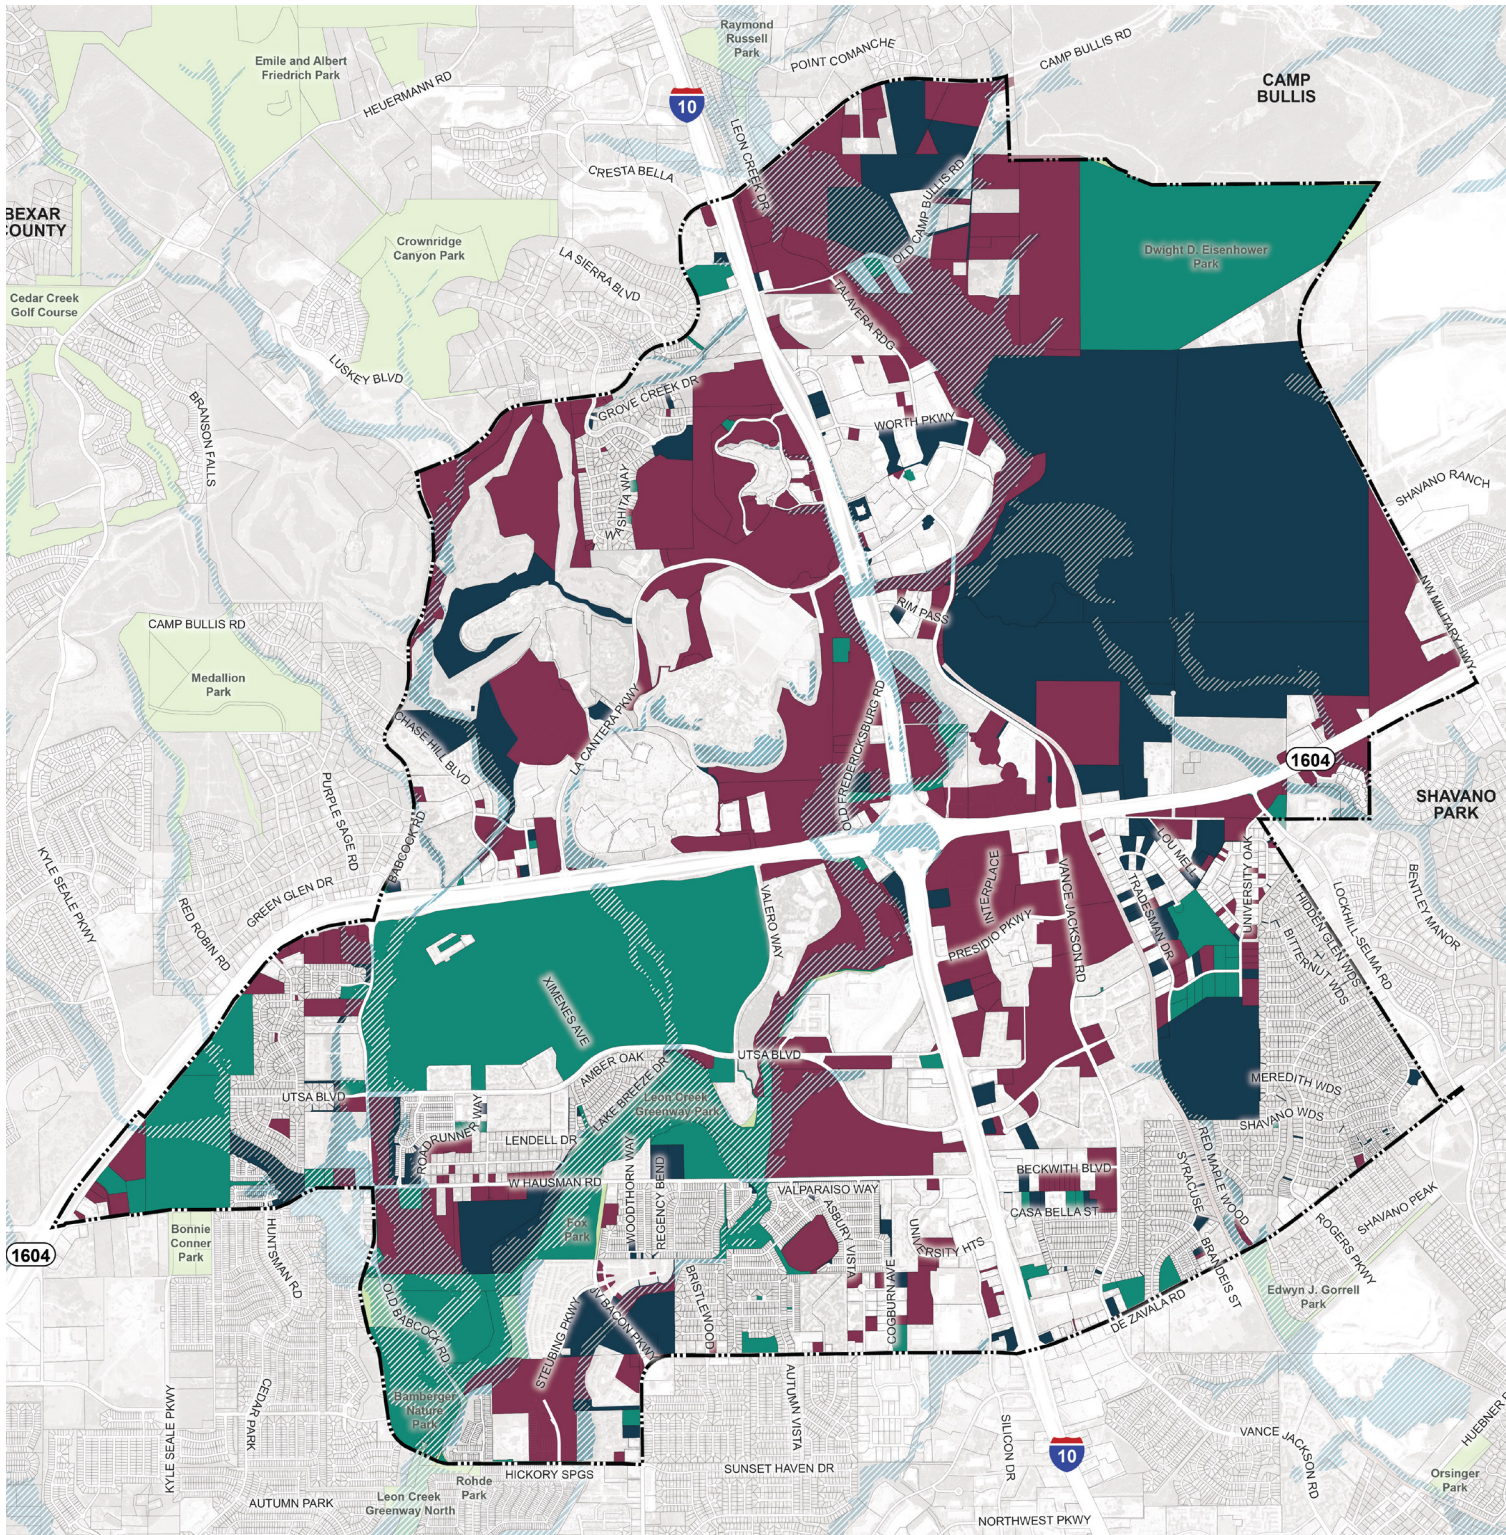 Raymond
Russell
Park
POINT COMANCHE
CAMP BULLIS RD
Emile and Albert
Friedrich Park
HEUERMANN RD
10
CAMP
BULLIS
LEON CREEK DR
CRESTA BELLA
OLD CAMP BULLIS RD
BEXAR
COUNTY
Crownridge
Canyon Park
LA SIERRA BLVD
Dwight D. Eisenhower
Park
Cedar Creek
Golf Course
TALAVERA RDG
LUSKEY BLVD
GROVE CREEK DR
BRANSON FALLS
WORTH PKWY
WASHITA WAY
SHAVANO RANCH
NW MILITARY HWY
RIM PASS
CAMP BULLIS RD
Medallion
Park
CHASE HILL BLVD
LA CANTERA PKWY
OLD FREDERICKSBURG RD
1604
SHAVANO
PARK
PURPLE SAGE RD
BABCOCK RD
KYLE SEALE PKWY
GREEN GLEN DR
RED ROBIN RD
VALERO WAY
INTERPLACE
VANCE JACKSON RD
PRESIDIO PKWY
LOU MELL
TRADESMAN DR
UNIVERSITY OAK
HIDDEN GLEN WDS
BITTERNUT WDS
LOCKHILL-SELMA RD
BENTLEY MANOR
XIMENES AVE
UTSA BLVD
AMBER OAK
LAKE BREEZE DR
UTSA BLVD
Leon Creek
Greenway Park
MEREDITH WDS
SHAVANO WDS
ROADRUNNER WAY
LENDELL DR
W HAUSMAN RD
WOODTHORN WAY
REGENCY BEND
VALPARAISO WAY
BECKWITH BLVD
CASA BELLA ST
SYRACUSE
RED MAPLE WOOD
ROGERS PKWY
SHAVANO PEAK
Bonnie
Conner
Park
HUNTSMAN RD
Fox
Park
ASBURY VISTA
UNIVERSITY HTS
BRANDEIS ST
1604
OLD BABCOCK RD
STEUBING PKWY
JV BACON PKWY
BRISTLEWOOD
COGBURN AVE
DE ZAVALA RD
Edwyn J. Gorrell
Park
KYLE SEALE PKWY
CEDAR PARK
Bamberger
Nature
Park
AUTUMN VISTA
SILICON DR
10
VANCE JACKSON RD
HUEBNER
HICKORY SPGS
SUNSET HAVEN DR
Rohde
Park
Orsinger
Park
AUTUMN PARK
Leon Creek
Greenway North
NORTHWEST PKWY